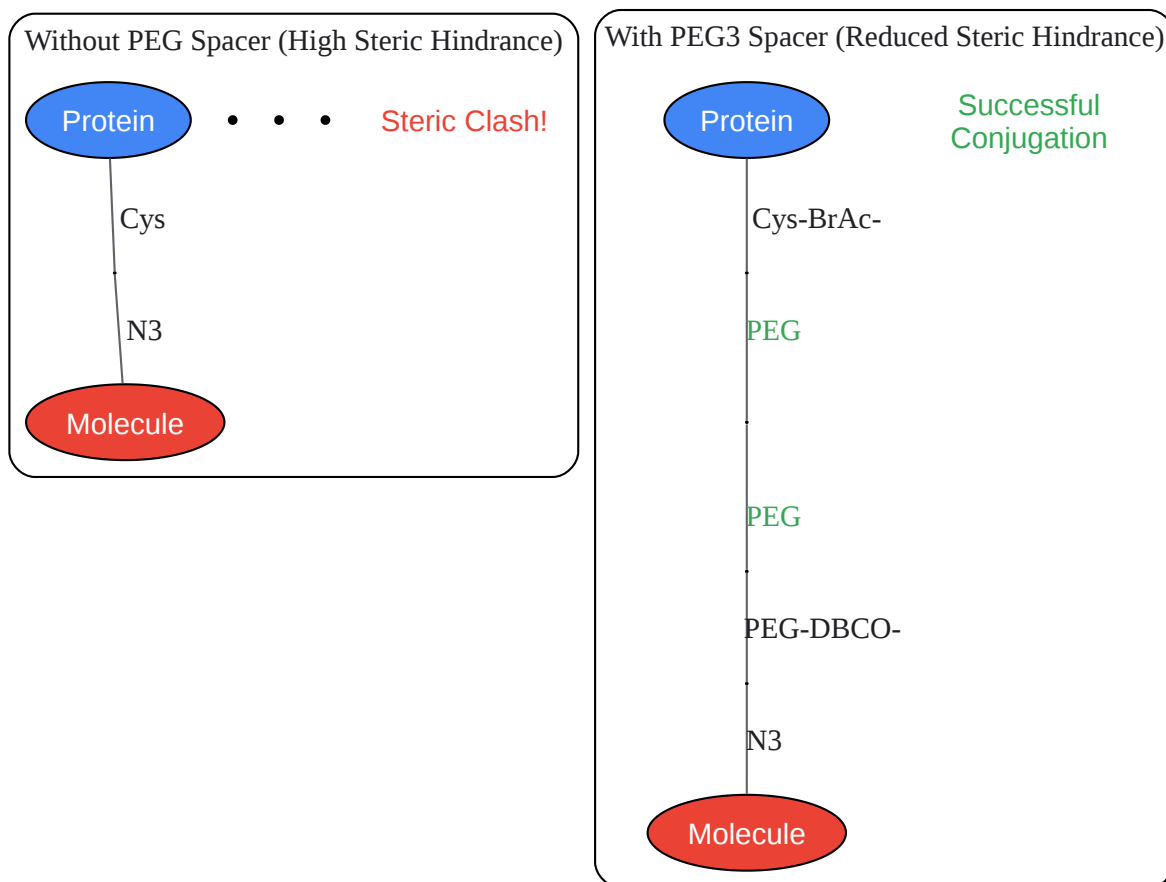 Without PEG Spacer (High Steric Hindrance)
Protein
Steric Clash!
Cys
N3
Molecule
With PEG3 Spacer (Reduced Steric Hindrance)
Protein
Successful
Conjugation
Cys-BrAc-
PEG
PEG
PEG-DBCO-
N3
Molecule